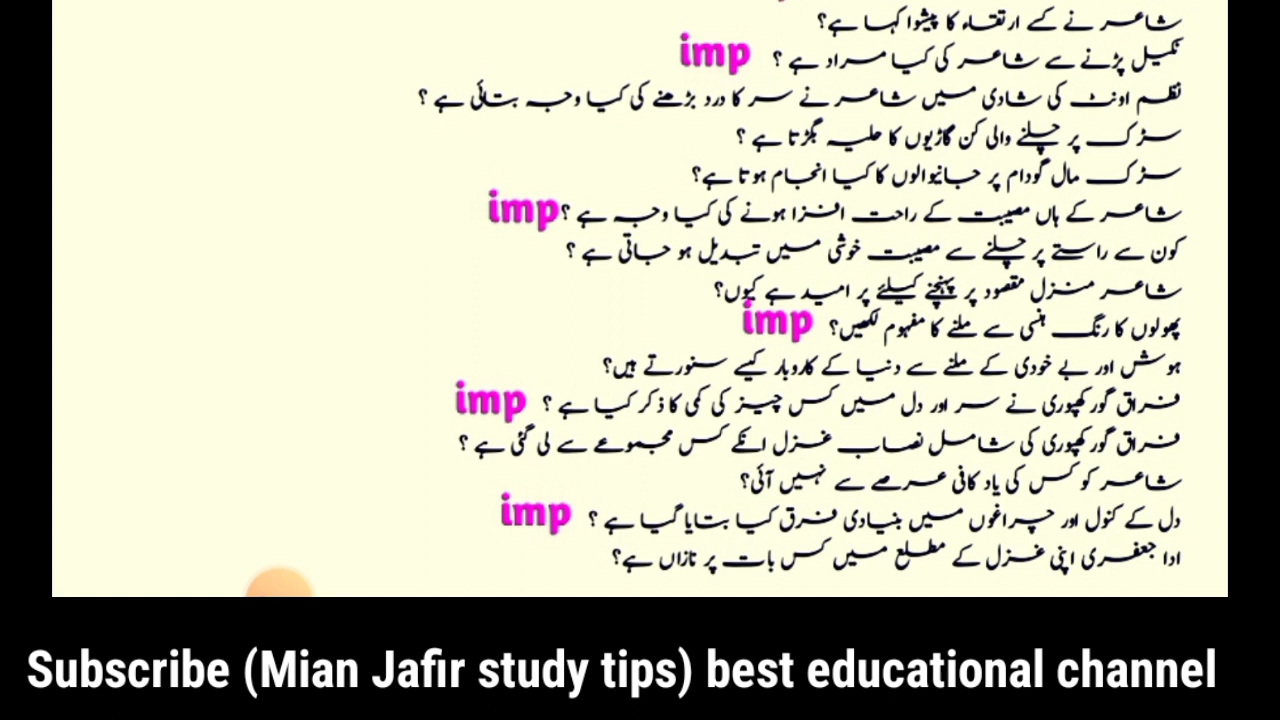 شاعر نے کسے ارتقاء کا پیشوا کہا ہے؟
نکیل پڑنے سے شاعر کی کیا مراد ہے ؟ imp
نظم اونٹ کی شادی میں شاعر نے سر کا درد بڑھنے کی کیا وجہ بتائی ہے ؟
سڑک پر چلنے والی کن گاڑیوں کا حلیہ بگڑتا ہے ؟
سڑک مال گودام پر جانیوالوں کا کیا انجام ہوتا ہے؟
شاعر کے ہاں مصیبت کے راحت افزا ہونے کی کیا وجہ ہے ؟ imp
کون سے راستے پر چلنے سے مصیبت خوشی میں تبدیل ہو جاتی ہے ؟
شاعر منزل مقصود پر پہنچنے کیلئے پر امید ہے کیوں؟
پھولوں کا رنگ ہنسی سے ملنے کا مفہوم لکھیں؟ imp
ہوش اور بے خودی کے ملنے سے دنیا کے کاروبار کیسے سنورتے ہیں؟
فراق گورکھپوری نے سر اور دل میں کس چیز کی کمی کا ذکر کیا ہے ؟ imp
فراق گورکھپوری کی شامل نصاب غزل انکے کس مجموعے سے لی گئی ہے ؟
شاعر کو کس کی یاد کافی عرصے سے نہیں آئی؟
دل کے کنول اور چراغوں میں بنیادی فرق کیا بتایا گیا ہے ؟ imp
ادا جعفری اپنی غزل کے مطلع میں کس بات پر نازاں ہے؟
Subscribe (Mian Jafir study tips) best educational channel